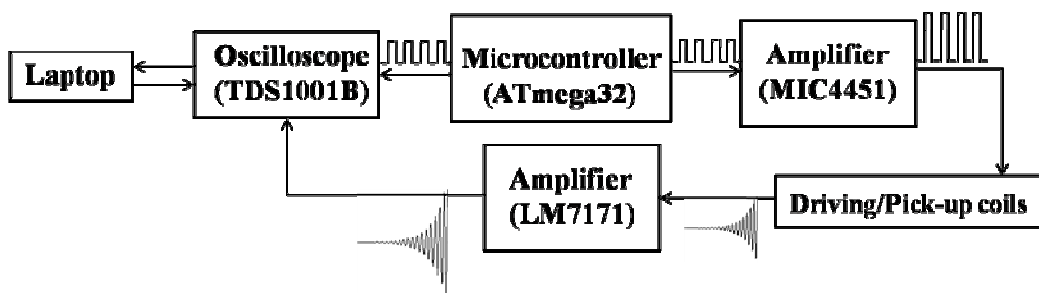 Laptop
Oscilloscope
(TDS1001B)
Microcontroller
(ATmega32)
Amplifier
(MIC4451)
Amplifier
(LM7171)
Driving/Pick-up coils